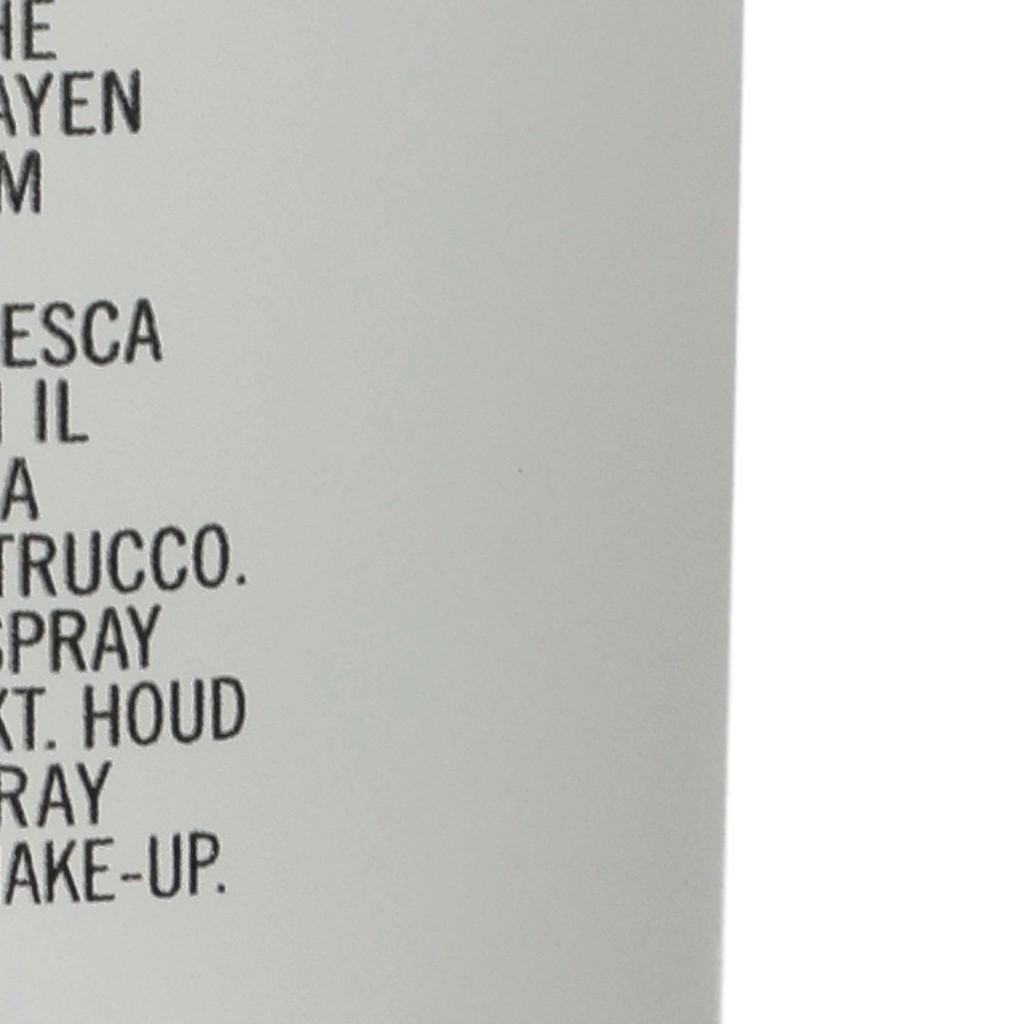 HE
AYEN
M
ESCA
IL
A
TRUCCO.
SPRAY
KT. HOUD
RAY
AKE-UP.